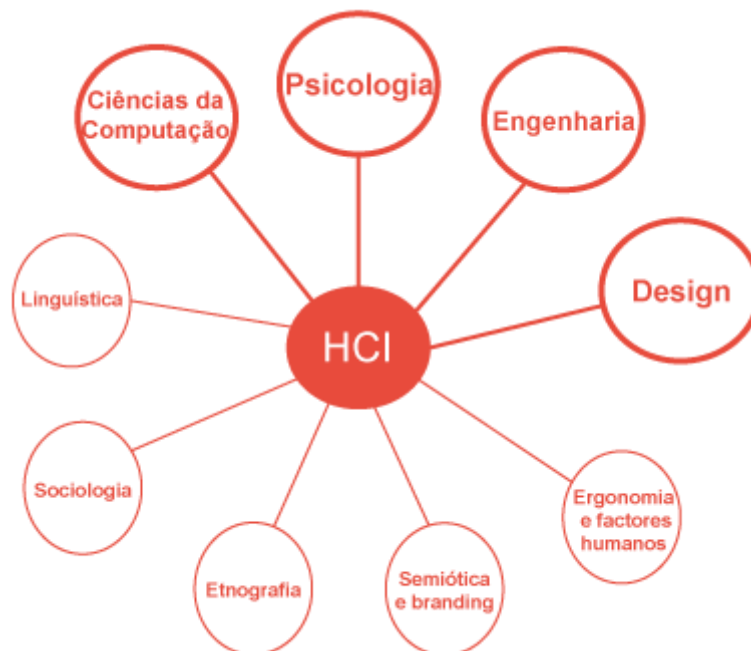 Psicologia
Ciências da
Computação
Engenharia
Design
Linguística
HCI
Sociologia
Ergonomia
e factores
humanos
Etnografia
Semiótica
e branding